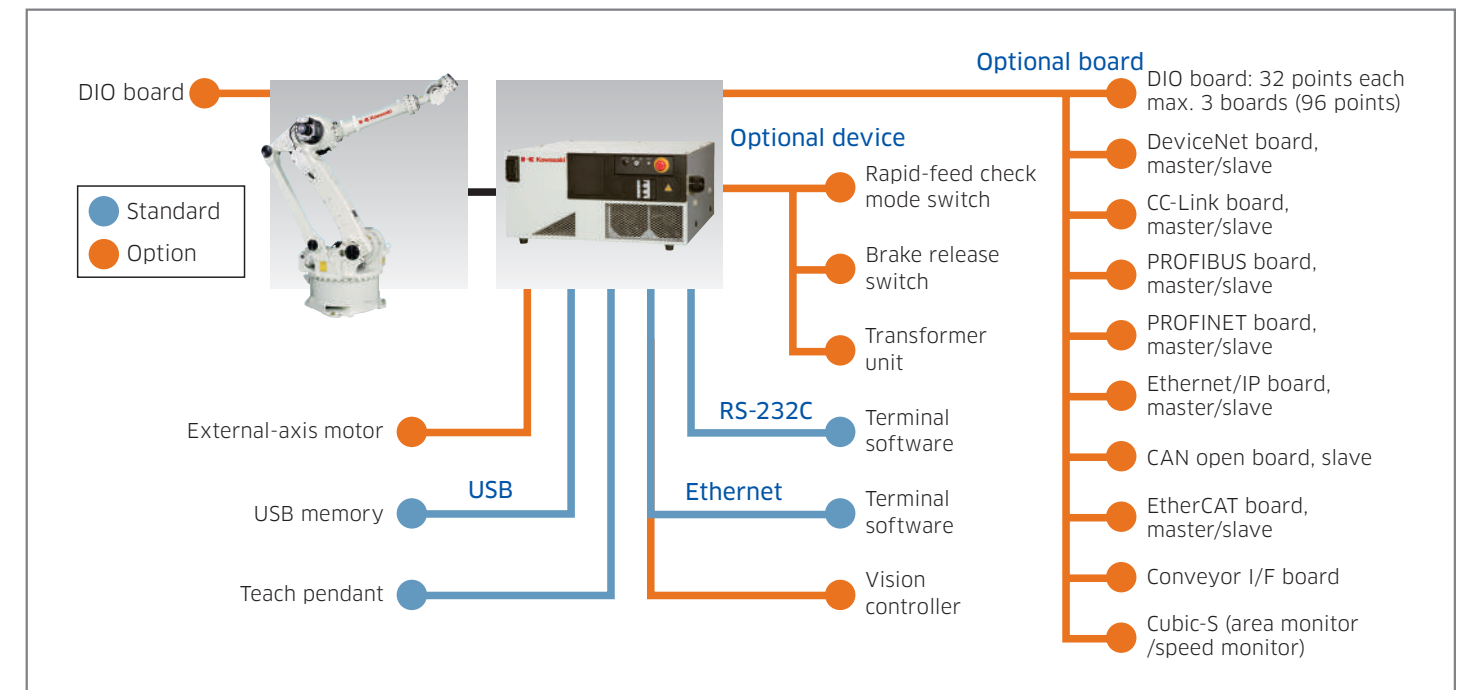 Optional board
DIO board
DIO board: 32 points each
max. 3 boards (96 points)
Kawasaki
Kawasaki
Optional device
Standard
Option
Rapid-feed check
mode switch
Brake release
switch
Transformer
unit
DeviceNet board,
master/slave
CC-Link board,
master/slave
PROFIBUS board,
master/slave
PROFINET board,
master/slave
Ethernet/IP board,
master/slave
CAN open board, slave
EtherCAT board,
master/slave
Conveyor I/F board
Cubic-S (area monitor
/speed monitor)
External-axis motor
RS-232C
Terminal
software
USB
USB memory
Ethernet
Terminal
software
Teach pendant
Vision
controller